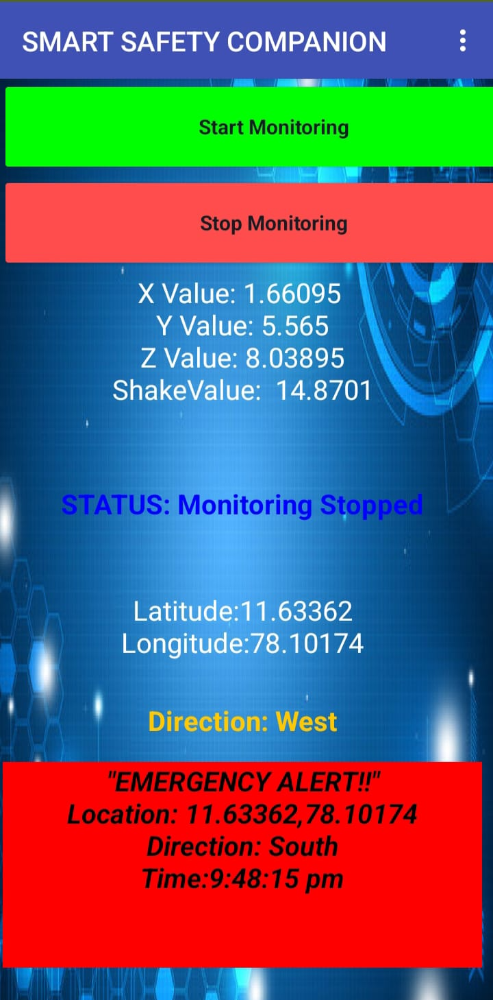 SMART SAFETY COMPANION
Start Monitoring
Stop Monitoring
X Value: 1.66095
Y Value: 5.565
Z Value: 8.03895
ShakeValue:  14.8701
STATUS: Monitoring Stopped
Latitude:11.63362
Longitude:78.10174
Direction: West
"EMERGENCY ALERT!!"
Location: 11.63362,78.10174
Direction: South
Time:9:48:15 pm